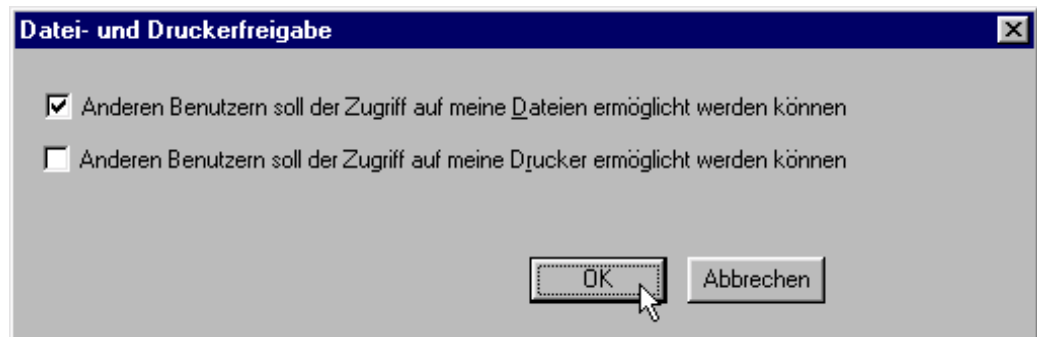 Datei- und Druckerfreigabe
Anderen Benutzern soll der Zugriff auf meine Dateien ermöglicht werden können
Anderen Benutzern soll der Zugriff auf meine Drucker ermöglicht werden können
OK Abbrechen